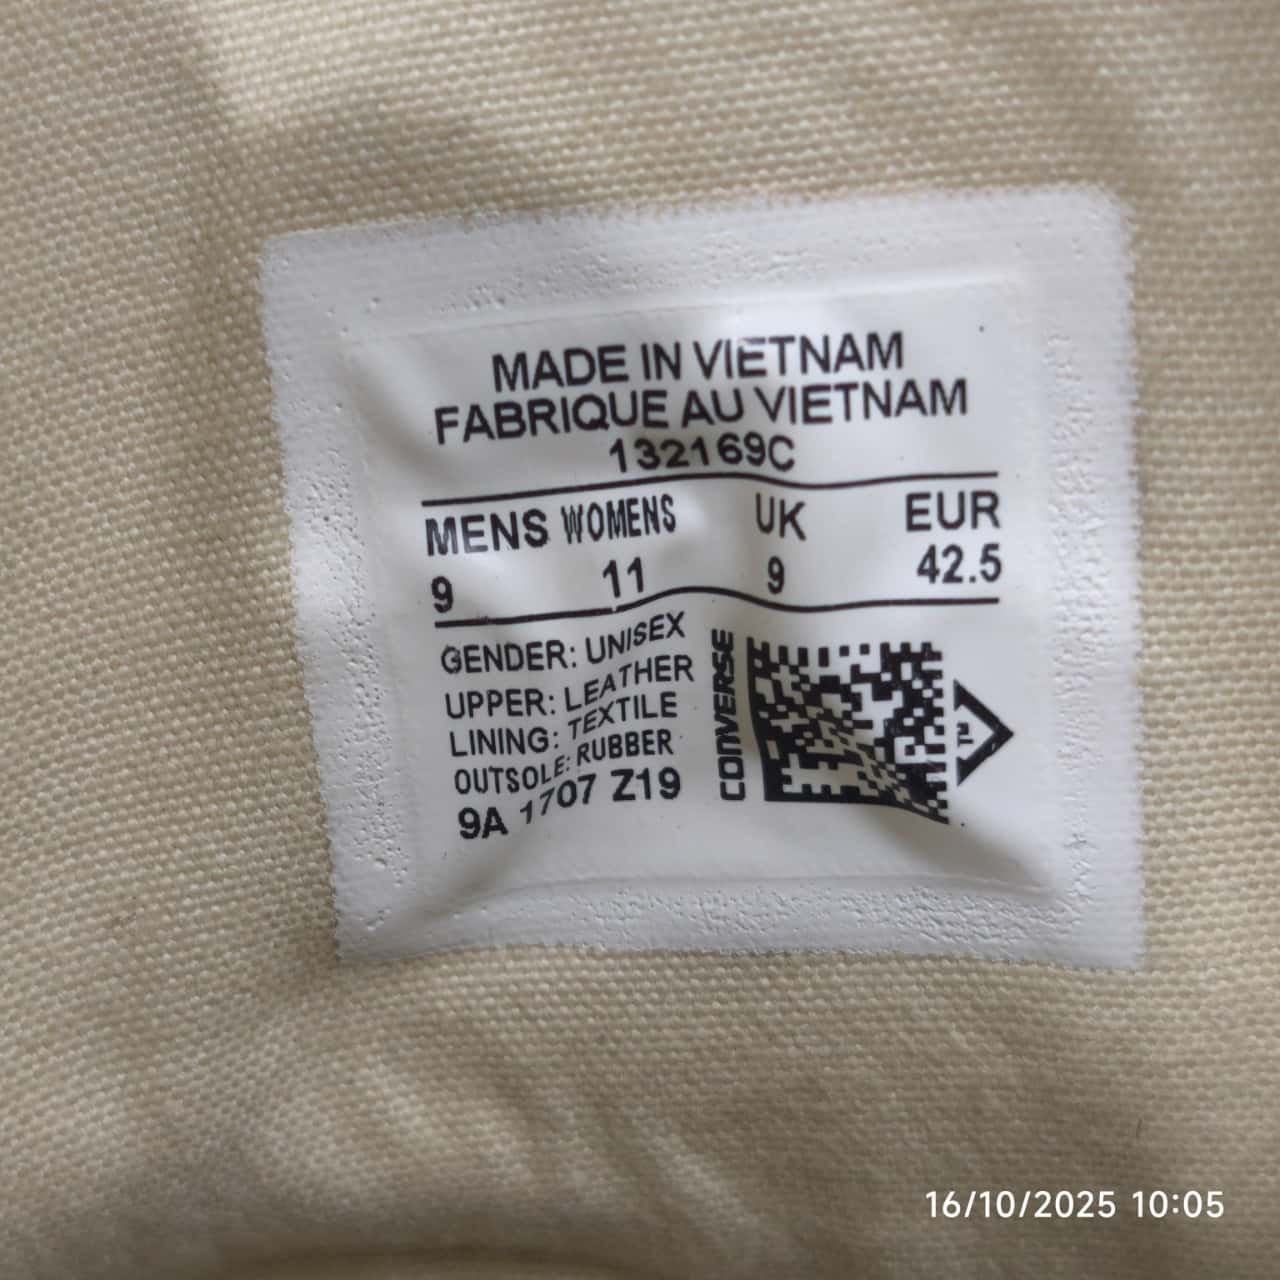 MADE IN VIETNAM
FABRIQUE AU VIETNAM
132169C
MENS WOMENS UK EUR
9 11 9 42.5
GENDER: UNISEX
UPPER: LEATHER
LINING: TEXTILE
OUTSOLE: RUBBER
9A 1707 Z19
CONVERSE
16/10/2025 10:05